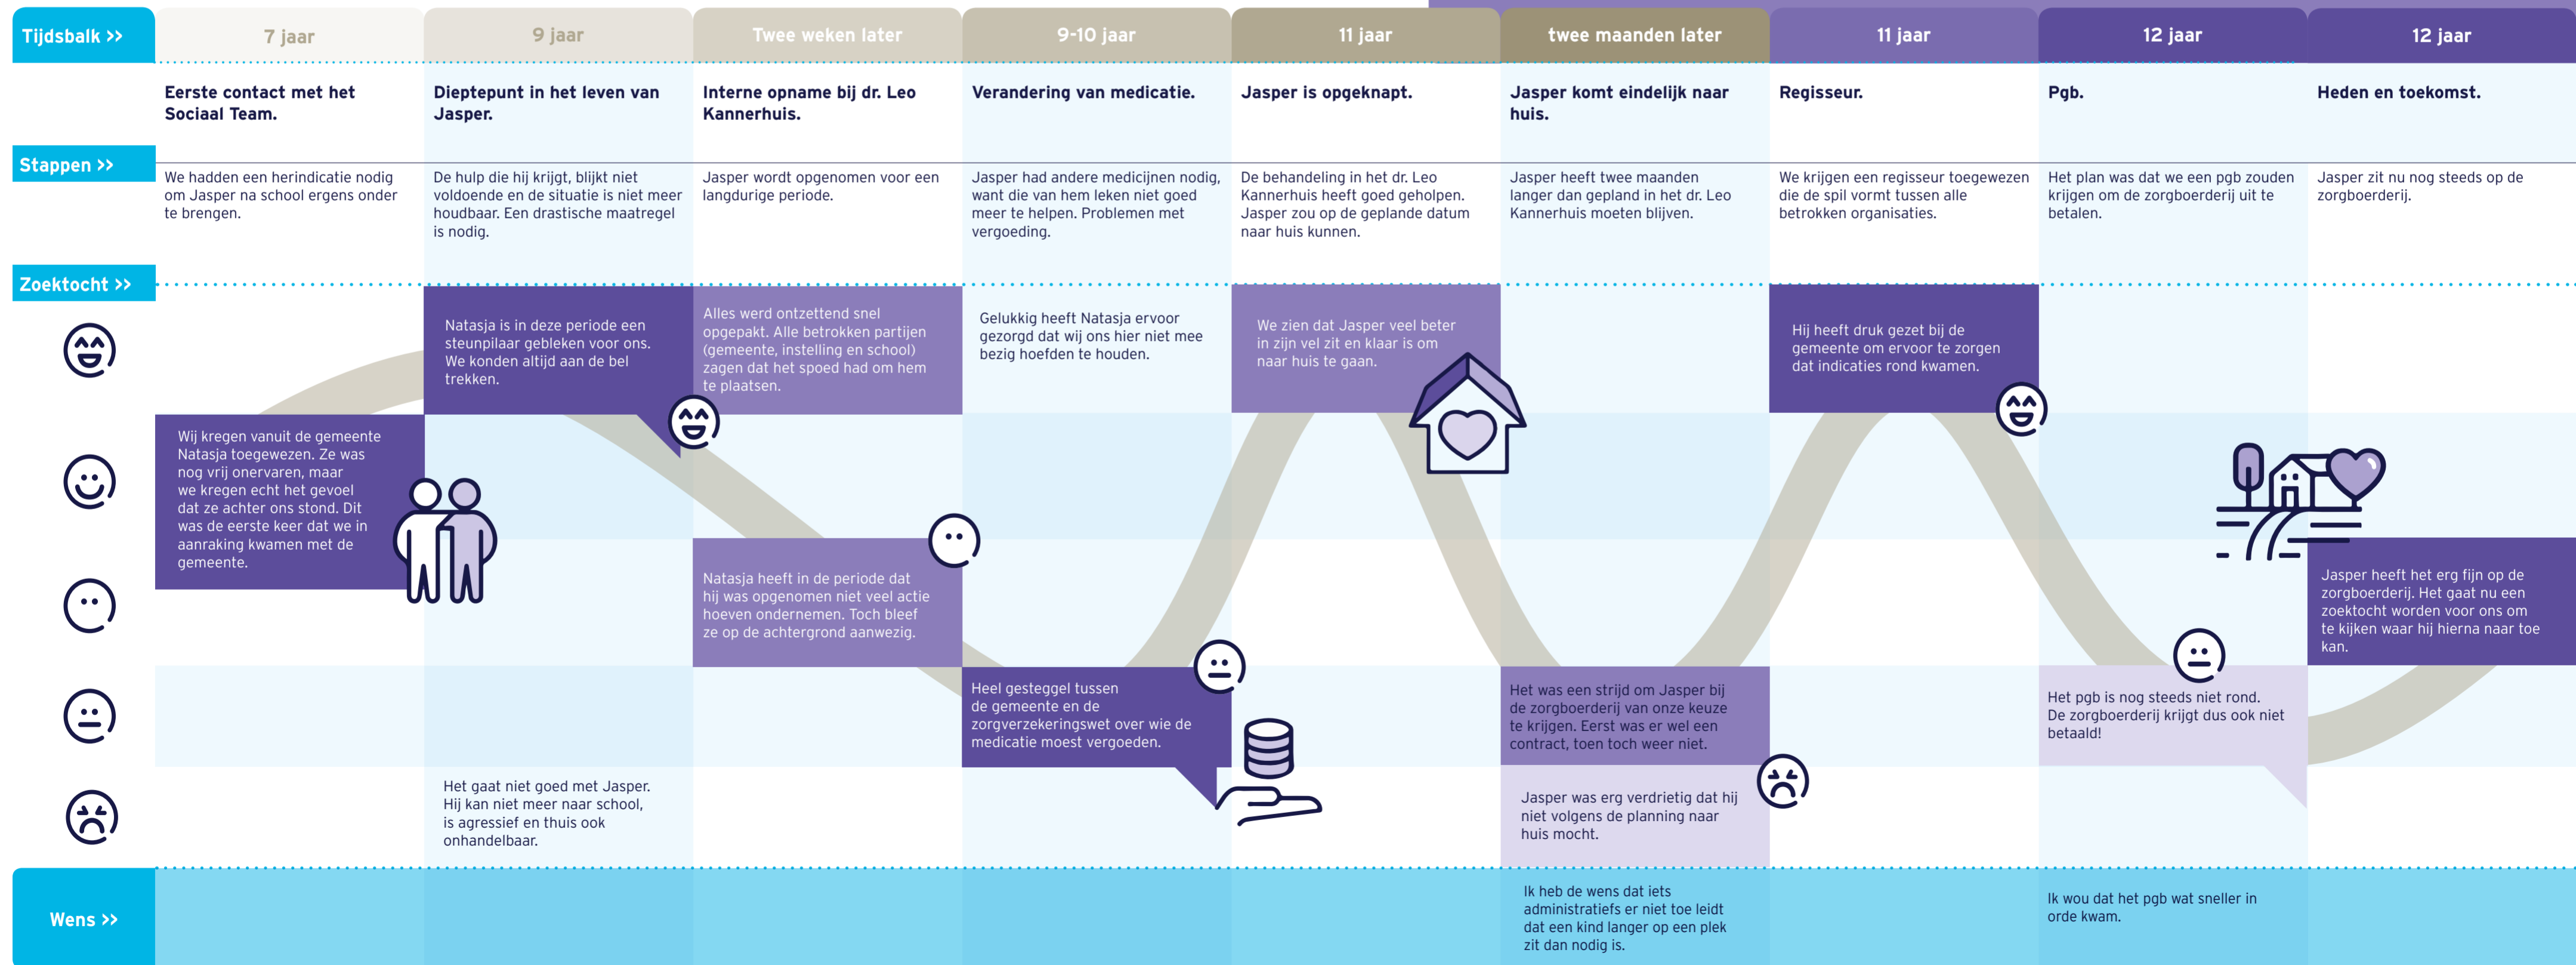 Tijdsbalk >>
7 jaar
9 jaar
Twee weken later
9-10 jaar
11 jaar
twee maanden later
11 jaar
12 jaar
12 jaar
Eerste contact met het
Sociaal Team.
Dieptepunt in het leven van
Jasper.
Interne opname bij dr. Leo
Kannerhuis.
Verandering van medicatie.
Jasper is opgeknapt.
Jasper komt eindelijk naar
huis.
Regisseur.
Pgb.
Heden en toekomst.
Stappen >>
We hadden een herindicatie nodig
om Jasper na school ergens onder
te brengen.
De hulp die hij krijgt, blijkt niet
voldoende en de situatie is niet meer
houdbaar. Een drastische maatregel
is nodig.
Jasper wordt opgenomen voor een
langdurige periode.
Jasper had andere medicijnen nodig,
want die van hem leken niet goed
meer te helpen. Problemen met
vergoeding.
De behandeling in het dr. Leo
Kannerhuis heeft goed geholpen.
Jasper zou op de geplande datum
naar huis kunnen.
Jasper heeft twee maanden
langer dan gepland in het dr. Leo
Kannerhuis moeten blijven.
We krijgen een regisseur toegewezen
die de spil vormt tussen alle
betrokken organisaties.
Het plan was dat we een pgb zouden
krijgen om de zorgboerderij uit te
betalen.
Jasper zit nu nog steeds op de
zorgboerderij.
Zoektocht >>
Wij kregen vanuit de gemeente
Natasja toegewezen. Ze was
nog vrij onervaren, maar
we kregen echt het gevoel
dat ze achter ons stond. Dit
was de eerste keer dat we in
aanraking kwamen met de
gemeente.
Natasja is in deze periode een
steunpilaar gebleken voor ons.
We konden altijd aan de bel
trekken.
Het gaat niet goed met Jasper.
Hij kan niet meer naar school,
is agressief en thuis ook
onhandelbaar.
Alles werd ontzettend snel
opgepakt. Alle betrokken partijen
(gemeente, instelling en school)
zagen dat het spoed had om hem
te plaatsen.
Natasja heeft in de periode dat
hij was opgenomen niet veel actie
hoeven ondernemen. Toch bleef
ze op de achtergrond aanwezig.
Gelukkig heeft Natasja ervoor
gezorgd dat wij ons hier niet mee
bezig hoefden te houden.
Heel gesteggel tussen
de gemeente en de
zorgverzekeringswet over wie de
medicatie moest vergoeden.
We zien dat Jasper veel beter
in zijn vel zit en klaar is om
naar huis te gaan.
Het was een strijd om Jasper bij
de zorgboerderij van onze keuze
te krijgen. Eerst was er wel een
contract, toen toch weer niet.
Jasper was erg verdrietig dat hij
niet volgens de planning naar
huis mocht.
Hij heeft druk gezet bij de
gemeente om ervoor te zorgen
dat indicaties rond kwamen.
Het pgb is nog steeds niet rond.
De zorgboerderij krijgt dus ook niet
betaald!
Jasper heeft het erg fijn op de
zorgboerderij. Het gaat nu een
zoektocht worden voor ons om
te kijken waar hij hierna naar toe
kan.
Wens >>
Ik heb de wens dat iets
administratiefs er niet toe leidt
dat een kind langer op een plek
zit dan nodig is.
Ik wou dat het pgb wat sneller in
orde kwam.